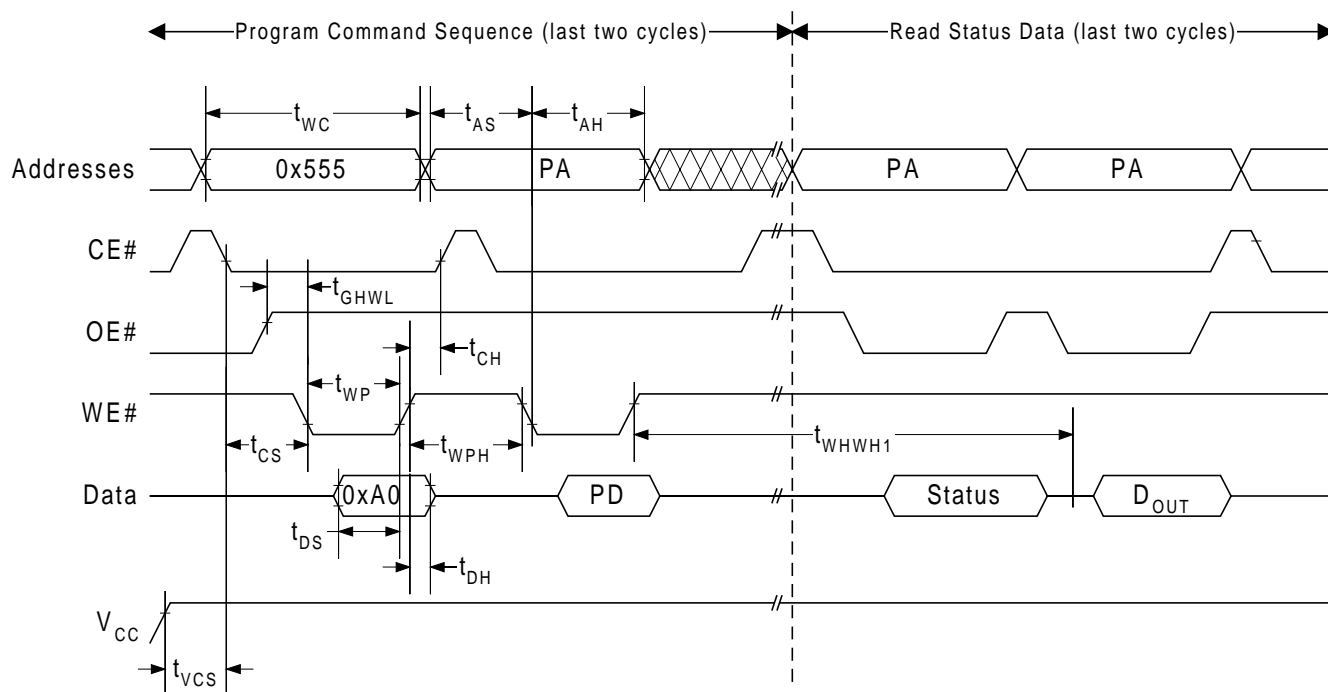 Program Command Sequence (last two cycles) Read Status Data (last two cycles)
tWC tAS tAH
Addresses 0x555 PA PA PA
CE#
tGHWL
OE#
tCH
tWP
WE#
tCS tWPH tWHWH1
Data 0xA0 PD Status DOUT
tDS
tDH
VCC
tVCS